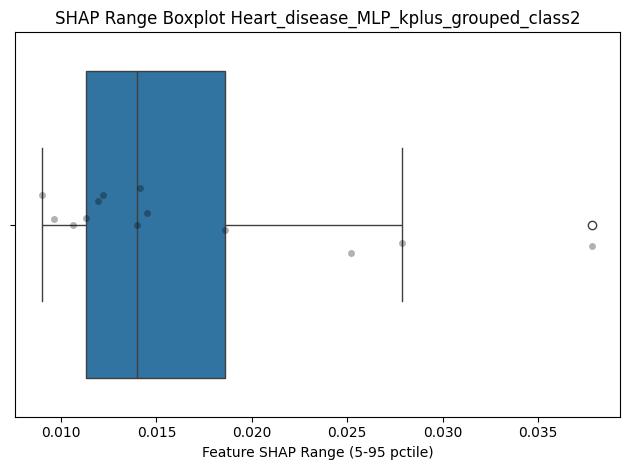 SHAP Range Boxplot Heart_disease_MLP_kplus_grouped_class2
0.010 0.015 0.020 0.025 0.030 0.035
Feature SHAP Range (5-95 pctile)